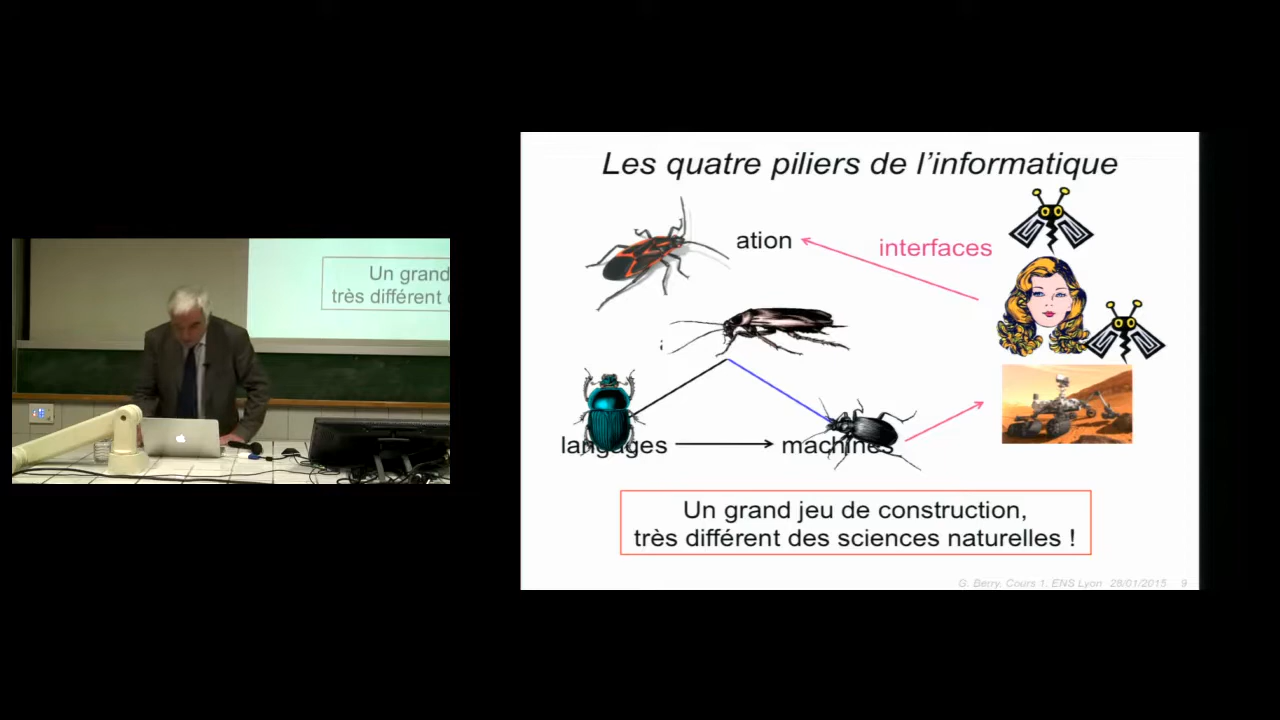 Les quatre piliers de l'informatique
ation
interfaces
langages
machines
Un grand jeu de construction,
très différent des sciences naturelles !
G. Berry, Cours 1, ENS Lyon 28/01/2015 9
Un grand
très différent